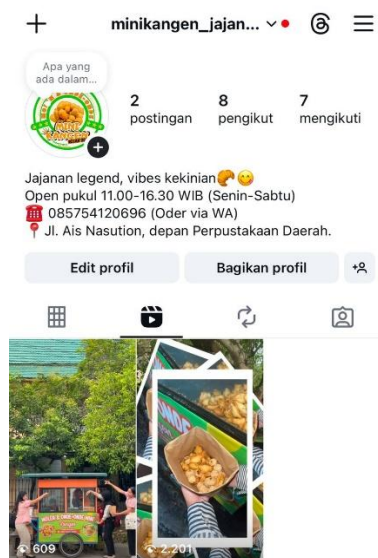 minikangen_jajan...
Apa yang
ada dalam...
MINI
KANGEN
2
postingan
8
pengikut
7
mengikuti
Jajanan legend, vibes kekinian🥐😋
Open pukul 11.00-16.30 WIB (Senin-Sabtu)
☎️ 085754120696 (Oder via WA)
📍 Jl. Ais Nasution, depan Perpustakaan Daerah.
Edit profil
Bagikan profil
609
2.201